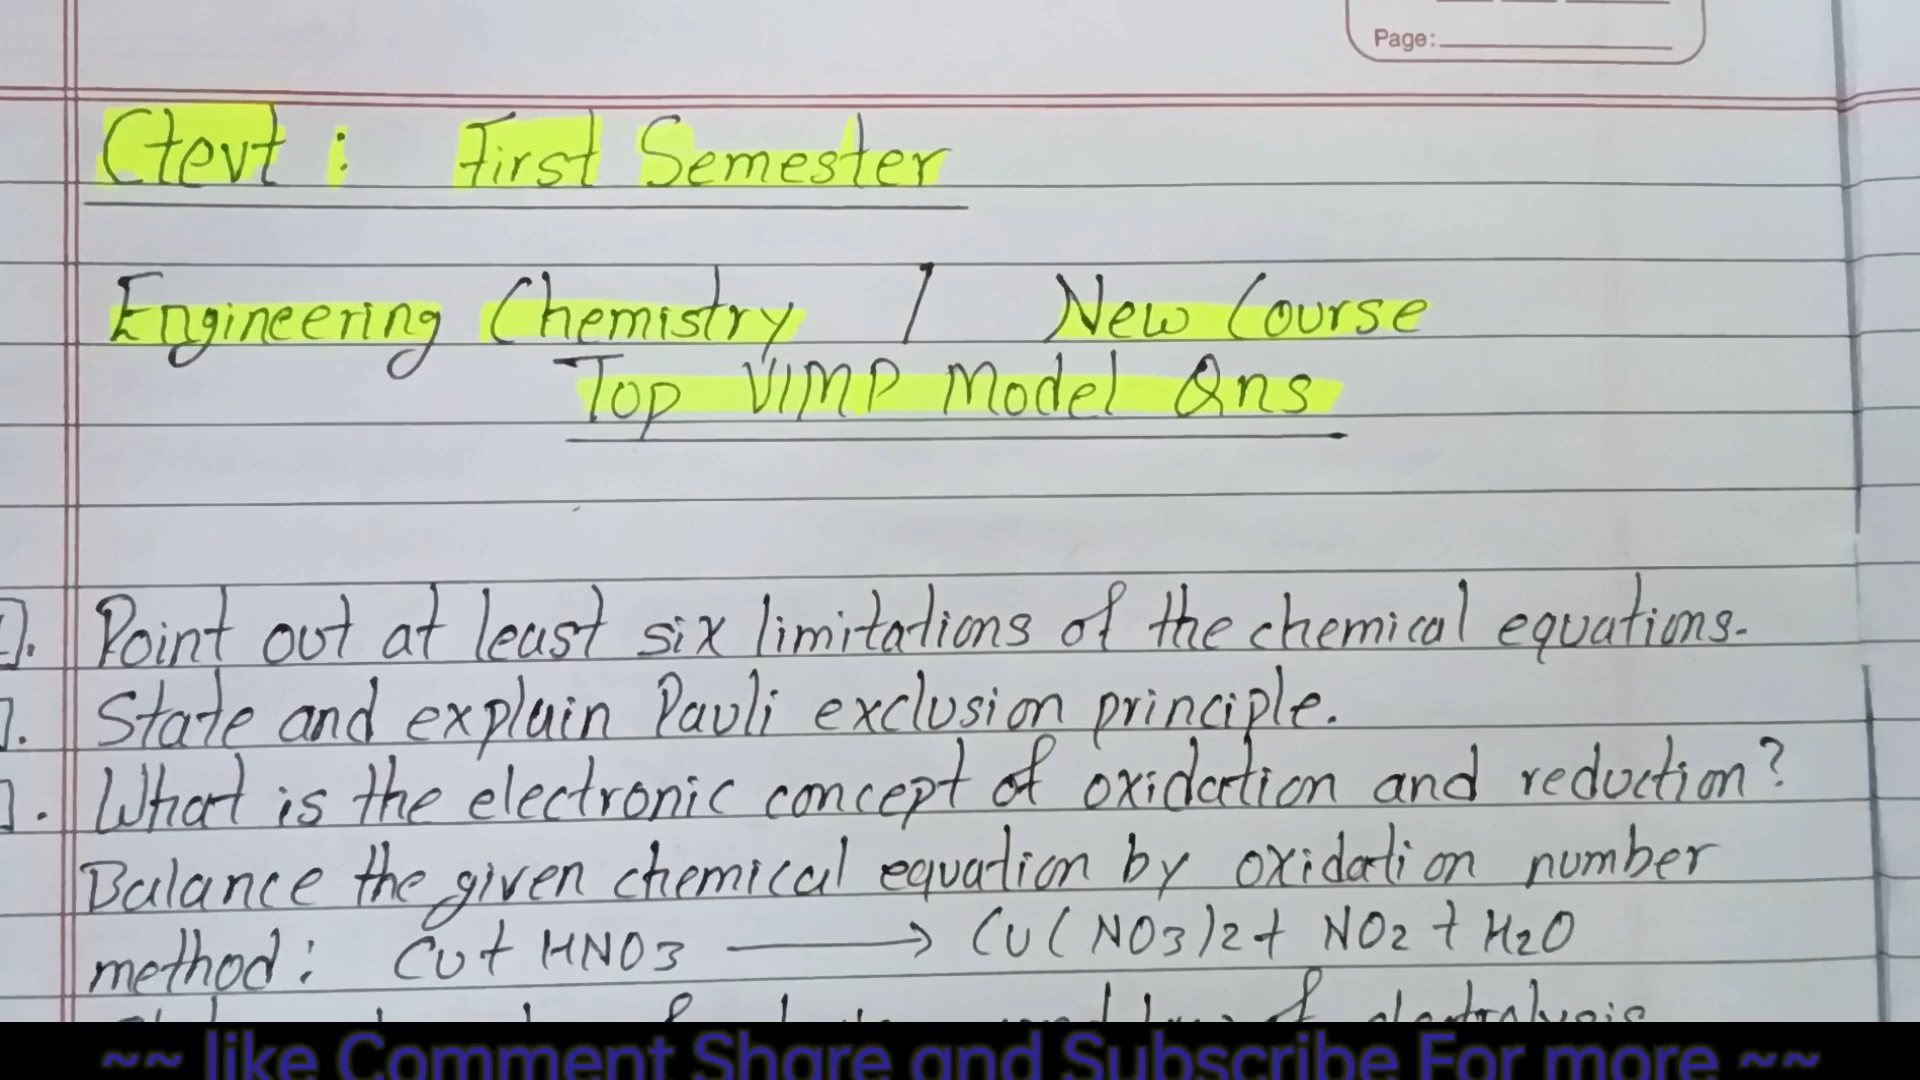 Page:
Ctevt : First Semester
Engineering Chemistry / New Course
Top VIMP Model Qns
Point out at least six limitations of the chemical equations.
State and explain Pauli exclusion principle.
What is the electronic concept of oxidation and reduction?
Balance the given chemical equation by oxidation number
method: Cu + HNO3 → Cu(NO3)2 + NO2 + H2O
~~ like Comment Share and Subscribe For more ~~